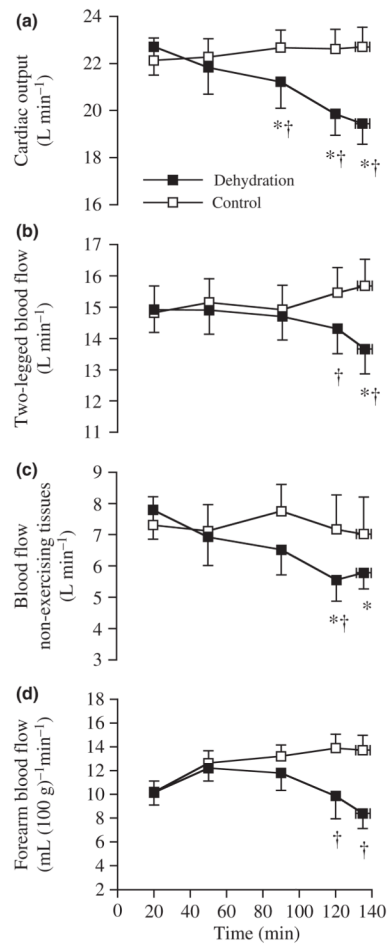 (a)
Cardiac output
(L min⁻¹)
24
22
20
18
16
*†
*†
*†
Dehydration
Control
(b)
Two-legged blood flow
(L min⁻¹)
17
16
15
14
13
12
11
†
*†
(c)
Blood flow
non-exercising tissues
(L min⁻¹)
9
8
7
6
5
4
3
*†
*
(d)
Forearm blood flow
(mL (100 g)⁻¹min⁻¹)
18
16
14
12
10
8
6
4
2
†
†
0 20 40 60 80 100 120 140
Time (min)